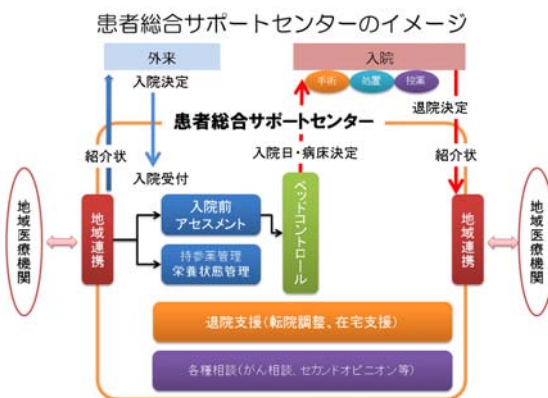 患者総合サポートセンターのイメージ
外来
入院
手術
処置
投薬
入院決定
退院決定
患者総合サポートセンター
紹介状
入院日・病床決定
紹介状
入院受付
地域医療機関
地域連携
入院前
アセスメント
持参薬管理
栄養状態管理
ベッドコントロール
地域連携
地域医療機関
退院支援(転院調整、在宅支援)
各種相談(がん相談、セカンドオピニオン等)